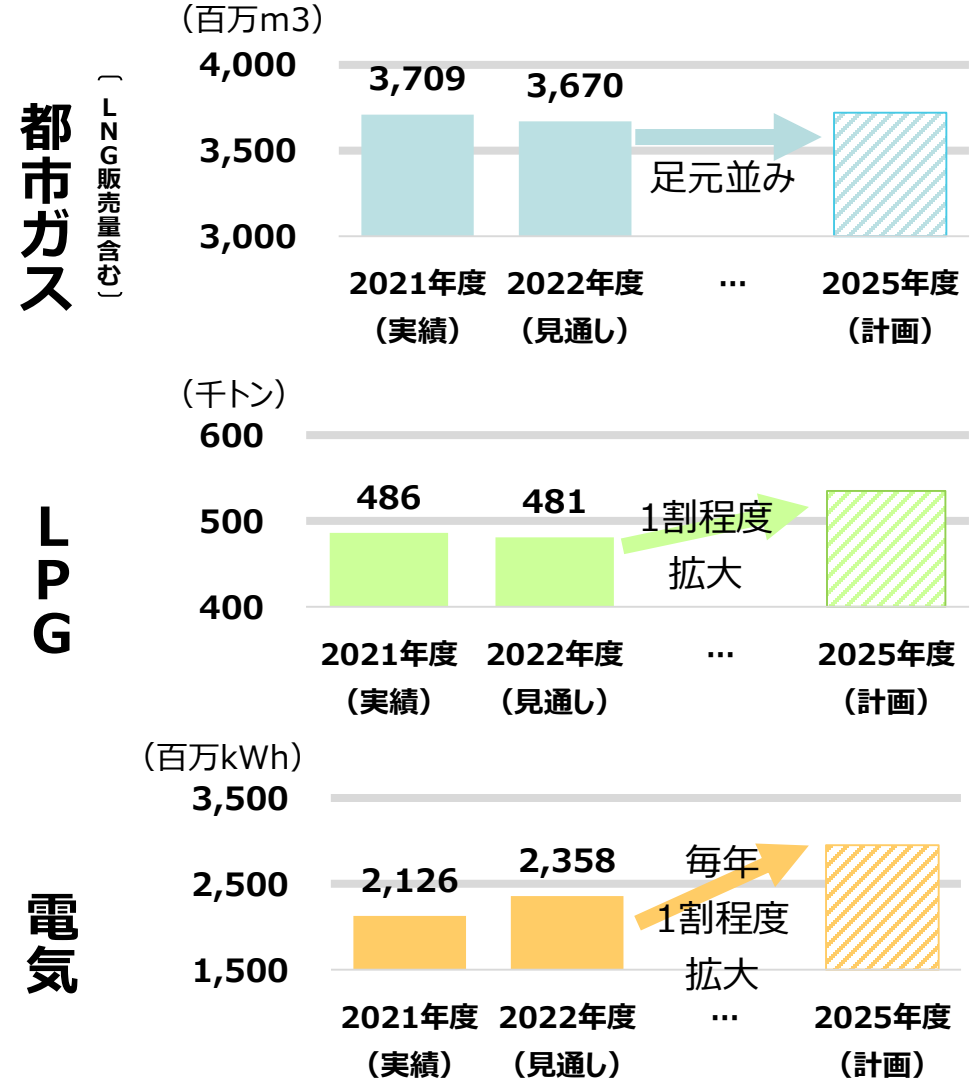 都市ガス
〔LNG販売量含む〕
（百万m3）
4,000
3,500
3,000
3,709
3,670
足元並み
2021年度 2022年度 … 2025年度
（実績） （見通し） （計画）
LPG
（千トン）
600
500
400
486
481
1割程度
拡大
2021年度 2022年度 … 2025年度
（実績） （見通し） （計画）
電気
（百万kWh）
3,500
2,500
1,500
2,126
2,358
毎年
1割程度
拡大
2021年度 2022年度 … 2025年度
（実績） （見通し） （計画）